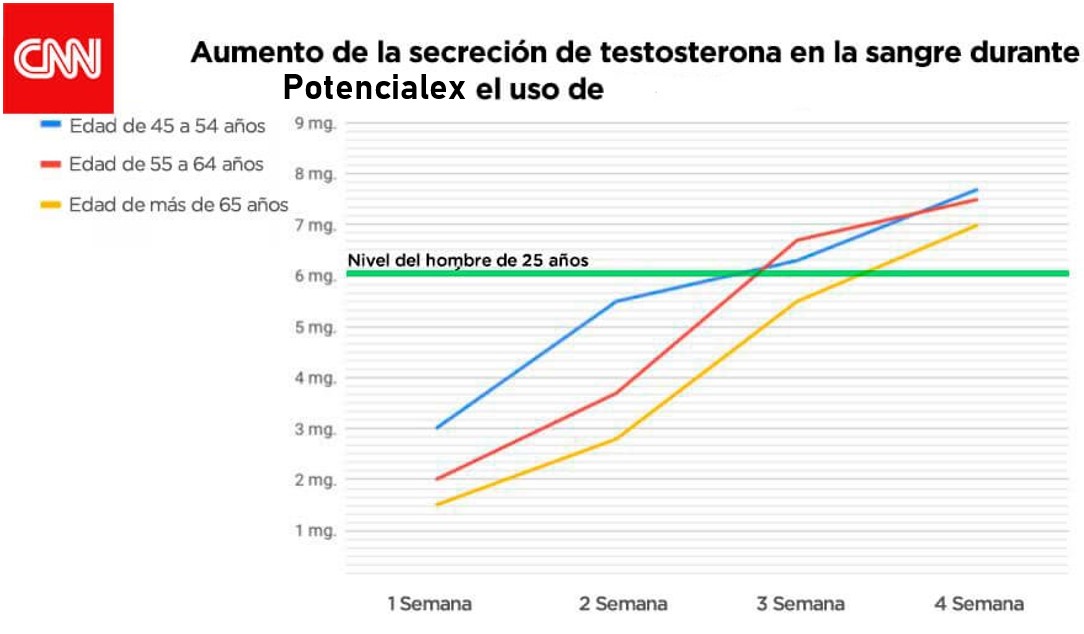 CNN
Aumento de la secreción de testosterona en la sangre durante
Potencialex el uso de
Edad de 45 a 54 años
Edad de 55 a 64 años
Edad de más de 65 años
9 mg.
8 mg.
7 mg.
Nivel del hombre de 25 años
6 mg.
5 mg.
4 mg.
3 mg.
2 mg.
1 mg.
1 Semana 2 Semana 3 Semana 4 Semana